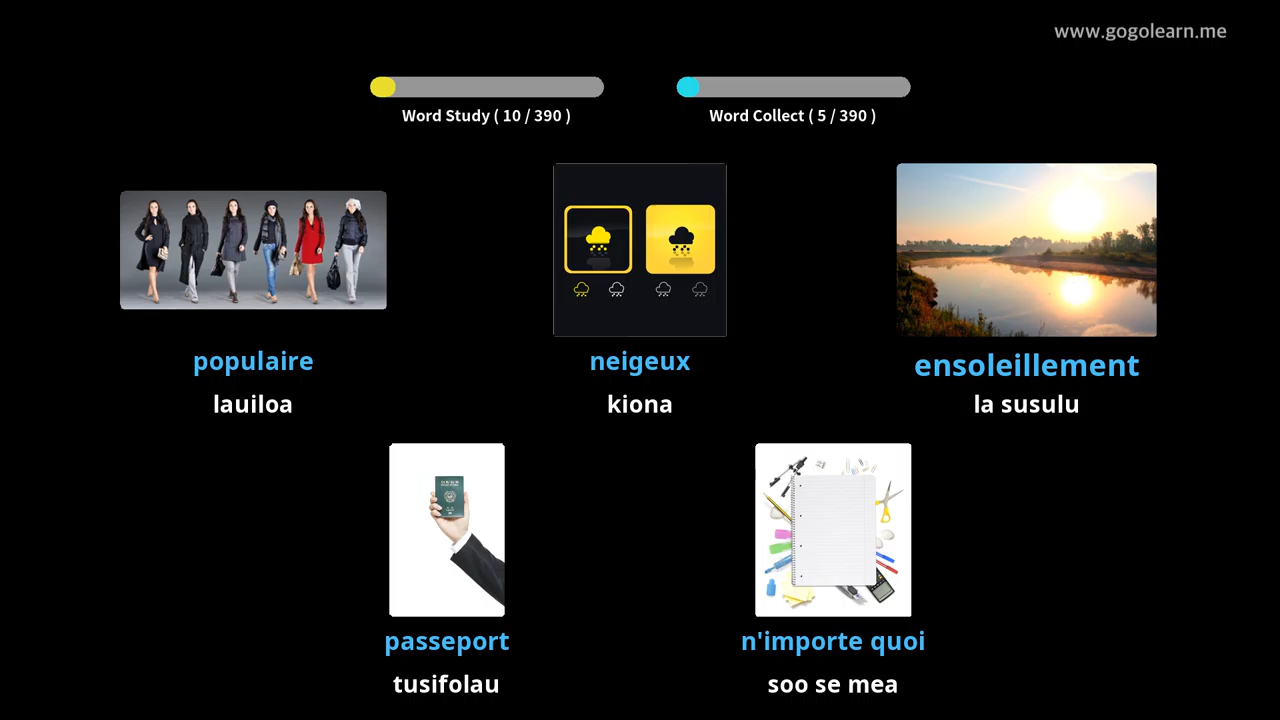 www.gogolearn.me
Word Study ( 10 / 390 )
Word Collect ( 5 / 390 )
populaire
lauiloa
neigeux
kiona
ensoleillement
la susulu
passeport
tusifolau
n'importe quoi
soo se mea